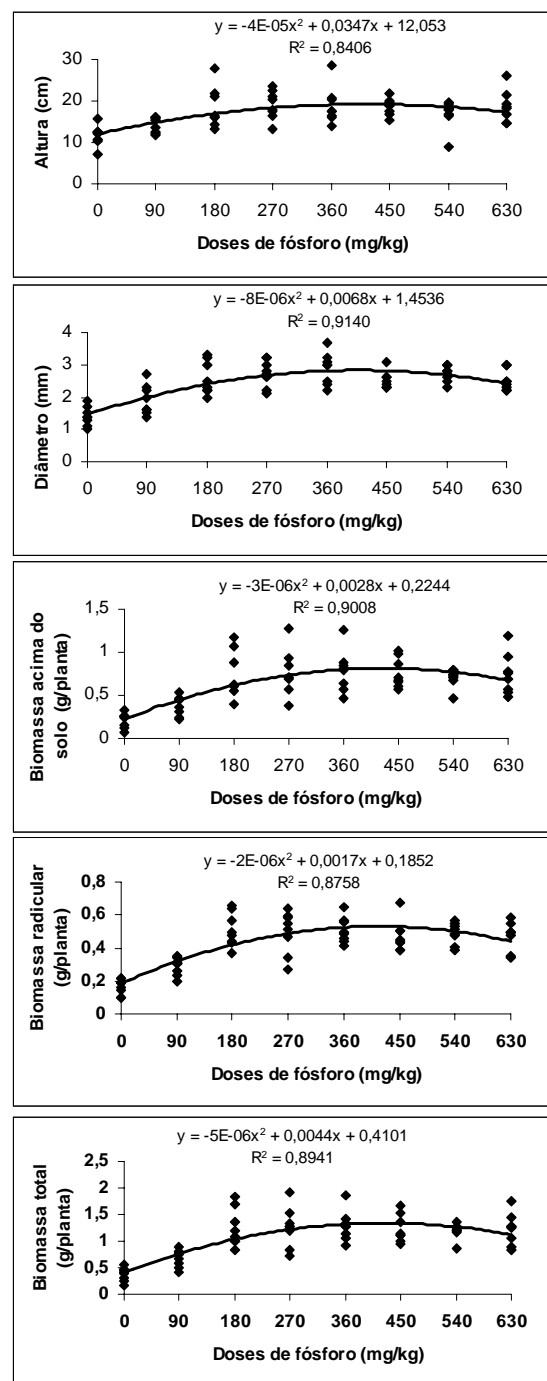 y = -4E-05x² + 0,0347x + 12,053
R² = 0,8406
Altura (cm)
30
20
10
0
0 90 180 270 360 450 540 630
Doses de fósforo (mg/kg)
y = -8E-06x² + 0,0068x + 1,4536
R² = 0,9140
Diâmetro (mm)
4
3
2
1
0
0 90 180 270 360 450 540 630
Doses de fósforo (mg/kg)
y = -3E-06x² + 0,0028x + 0,2244
R² = 0,9008
Biomassa acima do
solo (g/planta)
1,5
1
0,5
0
0 90 180 270 360 450 540 630
Doses de fósforo (mg/kg)
y = -2E-06x² + 0,0017x + 0,1852
R² = 0,8758
Biomassa radicular
(g/planta)
0,8
0,6
0,4
0,2
0
0 90 180 270 360 450 540 630
Doses de fósforo (mg/kg)
y = -5E-06x² + 0,0044x + 0,4101
R² = 0,8941
Biomassa total
(g/planta)
2,5
2
1,5
1
0,5
0
0 90 180 270 360 450 540 630
Doses de fósforo (mg/kg)